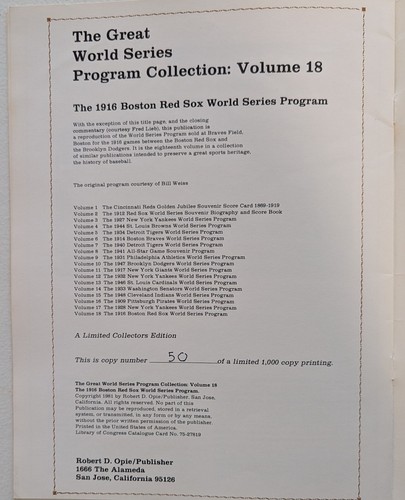 The Great
World Series
Program Collection: Volume 18
The 1916 Boston Red Sox World Series Program
With the exception of this title page, and the closing
commentary (courtesy Fred Lieb), this publication is
a reproduction of the World Series Program sold at Braves Field,
Boston for the 1916 games between the Boston Red Sox and
the Brooklyn Dodgers. It is the eighteenth volume in a collection
of similar publications intended to preserve a great sports heritage,
the history of baseball.
The original program courtesy of Bill Weiss
Volume 1 The Cincinnati Reds Golden Jubilee Souvenir Score Card 1869-1919
Volume 2 The 1912 Red Sox World Series Souvenir Biography and Score Book
Volume 3 The 1927 New York Yankees World Series Program
Volume 4 The 1944 St. Louis Browns World Series Program
Volume 5 The 1934 Detroit Tigers World Series Program
Volume 6 The 1914 Boston Braves World Series Program
Volume 7 The 1940 Detroit Tigers World Series Program
Volume 8 The 1941 All-Star Game Souvenir Program
Volume 9 The 1931 Philadelphia Athletics World Series Program
Volume 10 The 1947 Brooklyn Dodgers World Series Program
Volume 11 The 1917 New York Giants World Series Program
Volume 12 The 1932 New York Yankees World Series Program
Volume 13 The 1946 St. Louis Cardinals World Series Program
Volume 14 The 1933 Washington Senators World Series Program
Volume 15 The 1948 Cleveland Indians World Series Program
Volume 16 The 1909 Pittsburg Pirates World Series Program
Volume 17 The 1928 New York Yankees World Series Program
Volume 18 The 1916 Boston Red Sox World Series Program
A Limited Collectors Edition
This is copy number 50 of a limited 1,000 copy printing.
The Great World Series Program Collection: Volume 18
The 1916 Boston Red Sox World Series Program.
Copyright 1981 by Robert D. Opie/Publisher, San Jose,
California. All rights reserved. No part of this
Publication may be reproduced, stored in a retrieval
system, or transmitted, in any form or by any means,
without the prior written permission of the publisher.
Printed in the United States of America.
Library of Congress Catalogue Card No. 75-27819
Robert D. Opie/Publisher
1666 The Alameda
San Jose, California 95126